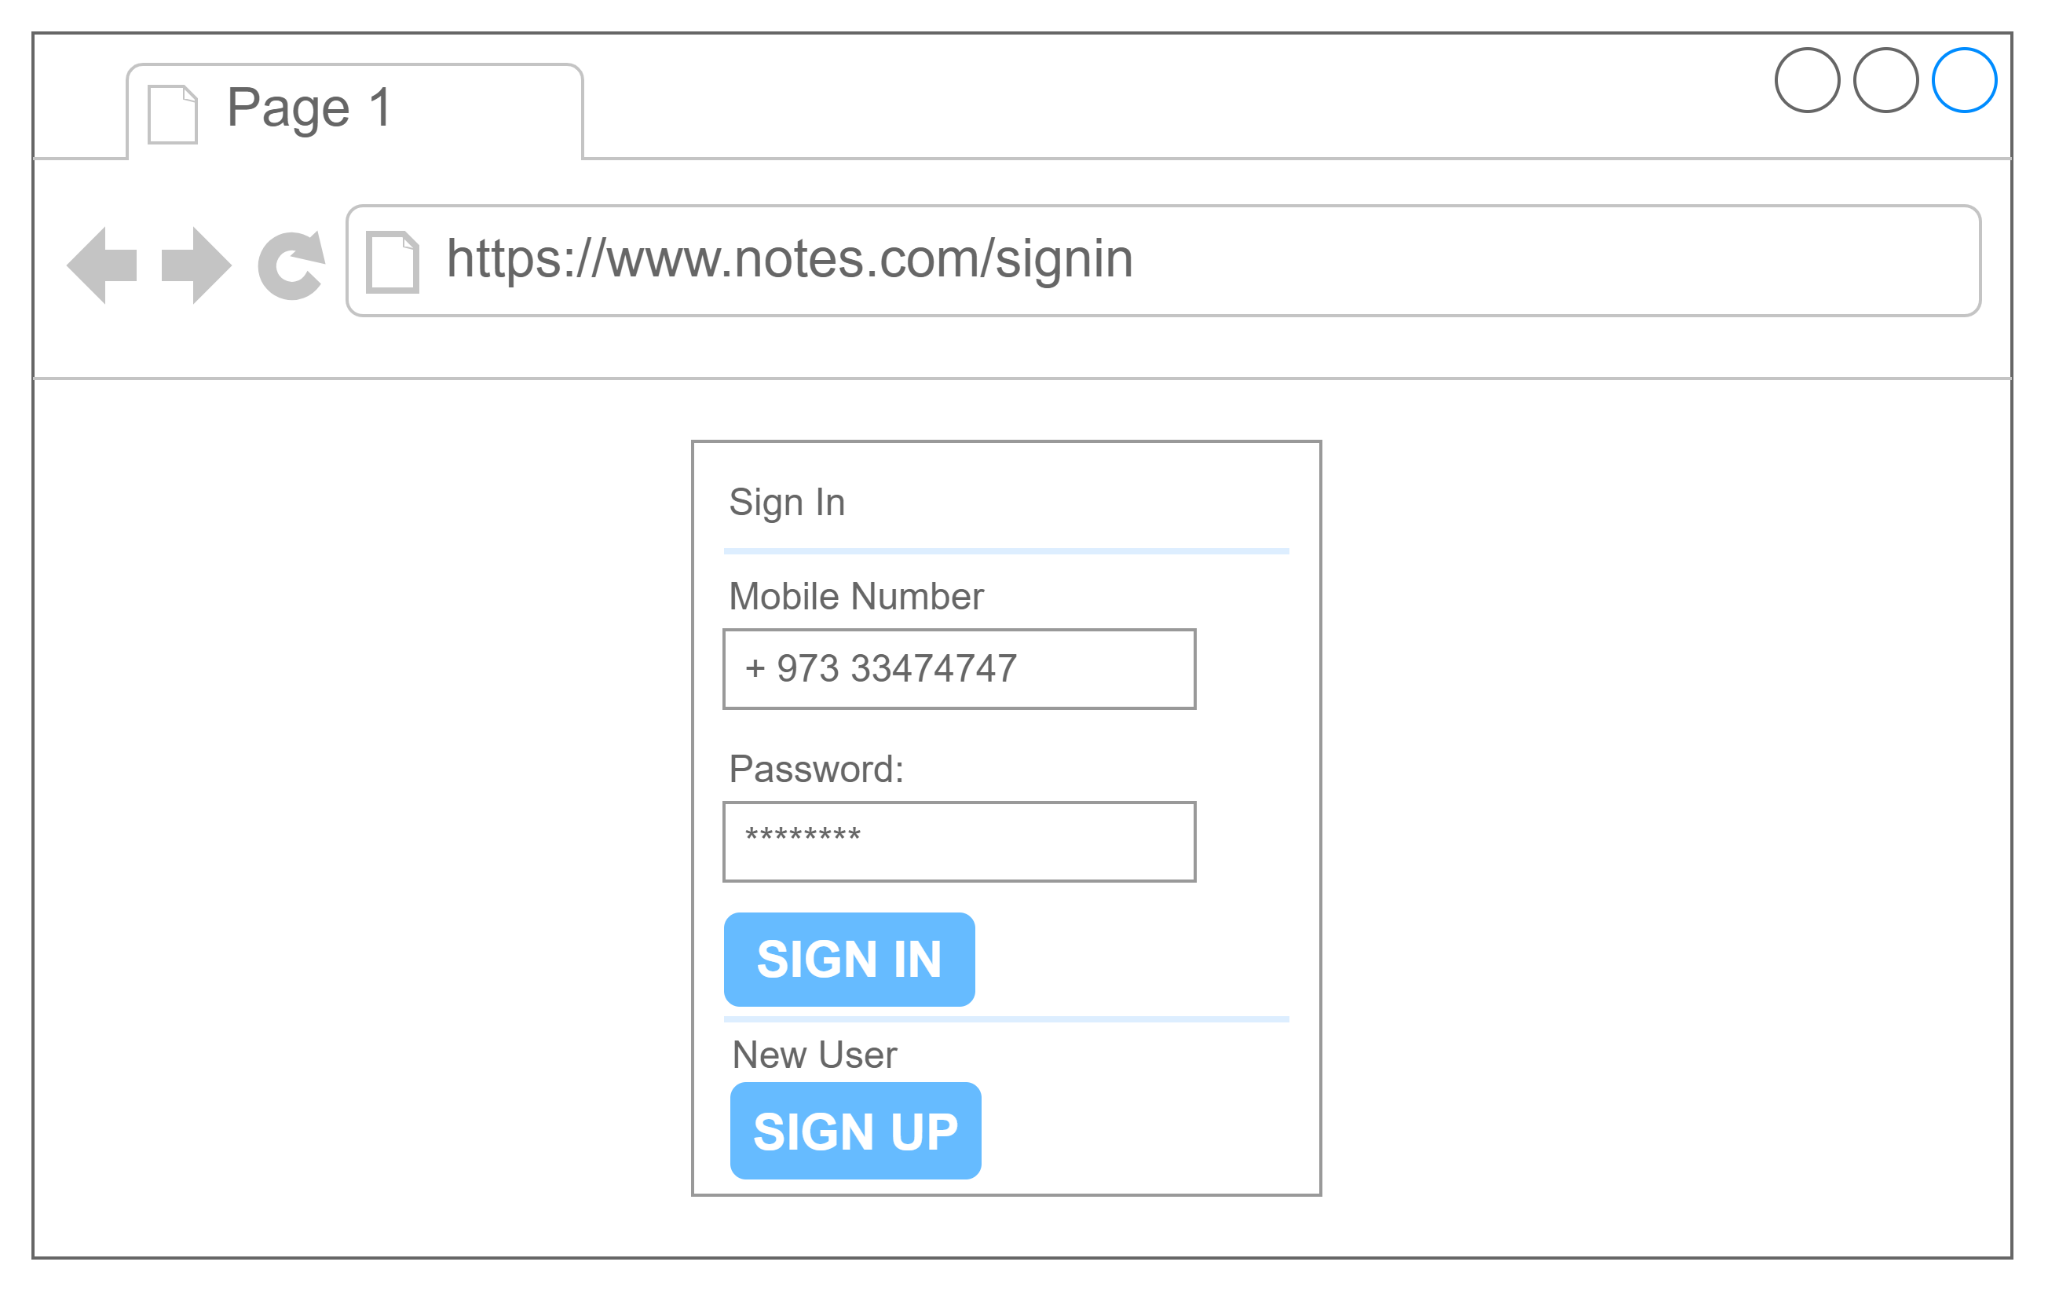 Page 1
https://www.notes.com/signin
Sign In
Mobile Number
+ 973 33474747
Password:
********
SIGN IN
New User
SIGN UP